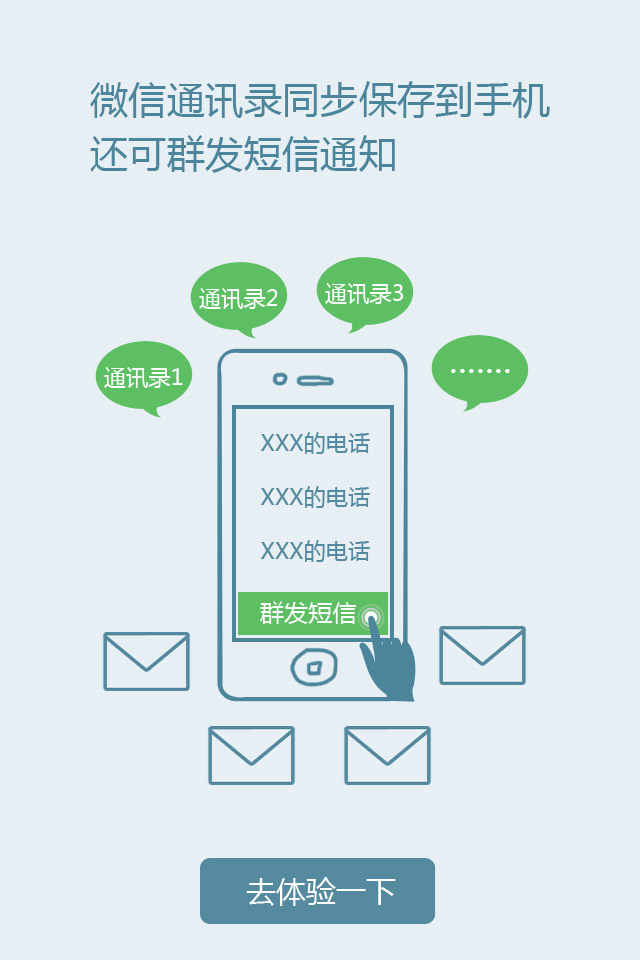 微信通讯录同步保存到手机
还可群发短信通知
通讯录2
通讯录3
通讯录1
.......
XXX的电话
XXX的电话
XXX的电话
群发短信
去体验一下